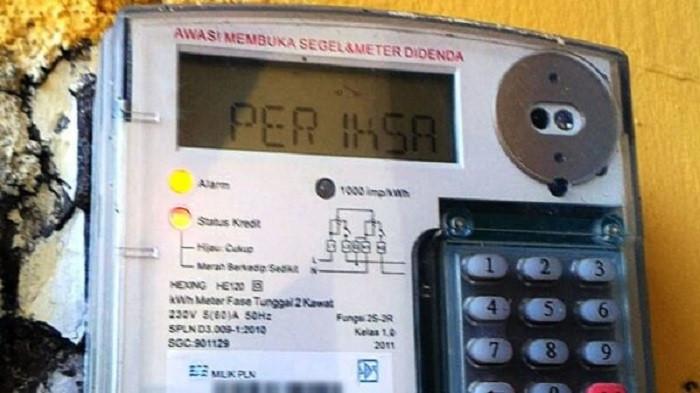 AWASI MEMBUKA SEGEL&METER DIDENDA
PERIKSA
Alarm
1000 imp/kWh
Status Kredit
Hijau: Cukup
Merah Berkedip: Sedikit
L
N
HEXING HE120
kWh Meter Fase Tunggal 2 Kawat
230V 5(60)A 50Hz
Fungsi 2S-2R
SPLN D3.009-1:2010
Kelas 1,0
SGC:901129
2011
MILIK PLN
1 2 3
4 5 6
7 8 9